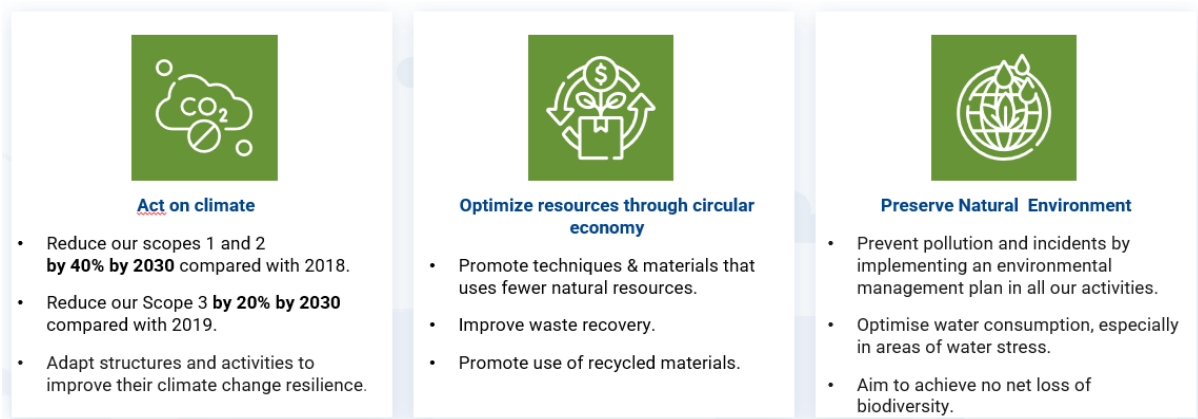 CO2
Act on climate
• Reduce our scopes 1 and 2
by 40% by 2030 compared with 2018.
• Reduce our Scope 3 by 20% by 2030
compared with 2019.
• Adapt structures and activities to
improve their climate change resilience.
$
Optimize resources through circular
economy
• Promote techniques & materials that
uses fewer natural resources.
• Improve waste recovery.
• Promote use of recycled materials.
Preserve Natural  Environment
• Prevent pollution and incidents by
implementing an environmental
management plan in all our activities.
• Optimise water consumption, especially
in areas of water stress.
• Aim to achieve no net loss of
biodiversity.